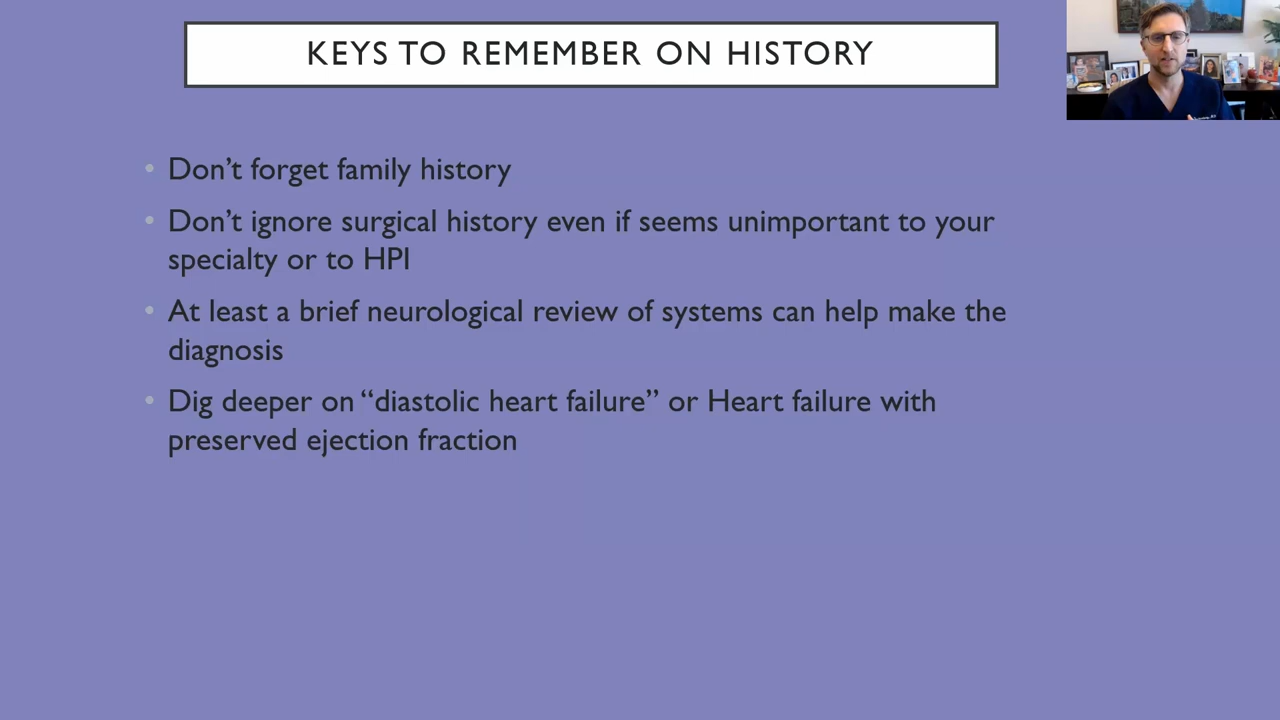 KEYS TO REMEMBER ON HISTORY
• Don’t forget family history
• Don’t ignore surgical history even if seems unimportant to your
specialty or to HPI
• At least a brief neurological review of systems can help make the
diagnosis
• Dig deeper on “diastolic heart failure” or Heart failure with
preserved ejection fraction